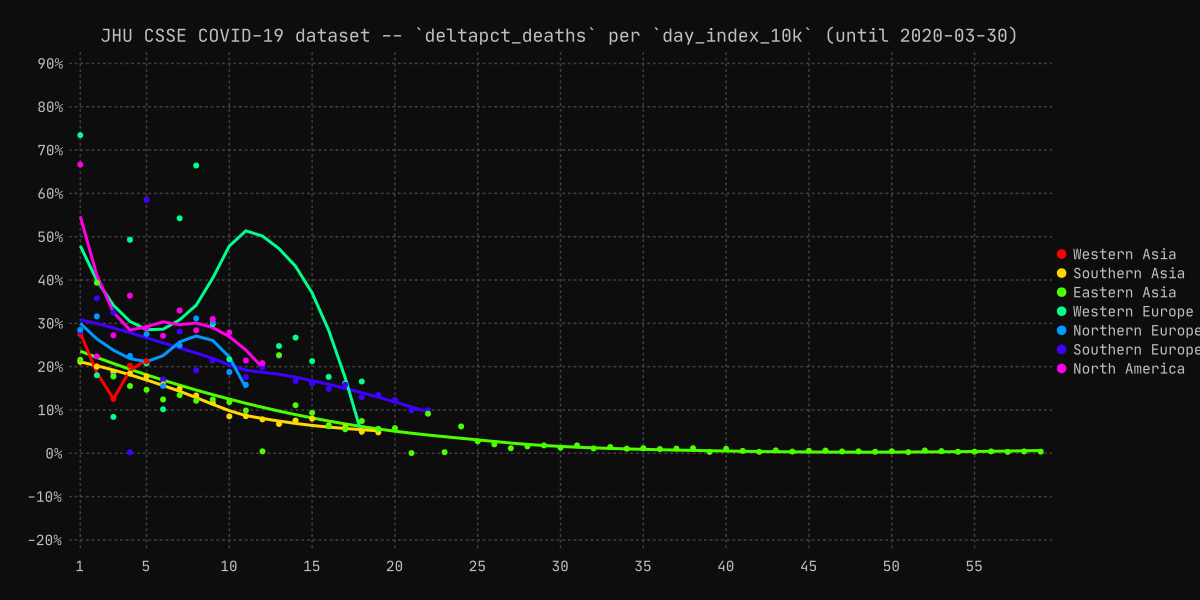 JHU CSSE COVID-19 dataset -- `deltapct_deaths` per `day_index_10k` (until 2020-03-30)
90%
80%
70%
60%
50%
40%
30%
20%
10%
0%
-10%
-20%
1 5 10 15 20 25 30 35 40 45 50 55
Western Asia
Southern Asia
Eastern Asia
Western Europe
Northern Europe
Southern Europe
North America